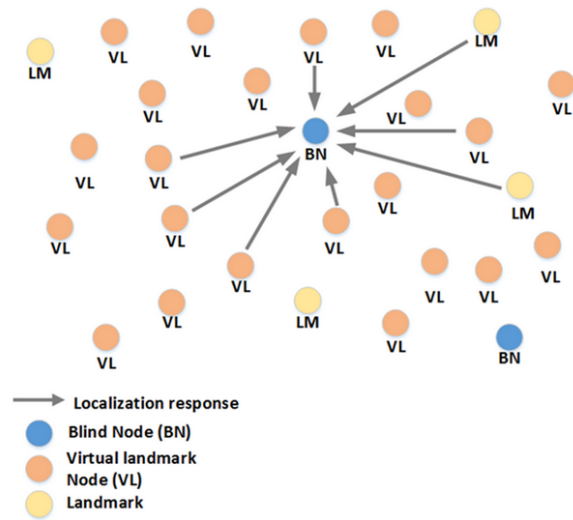 VL
VL
VL
VL
LM
LM
VL
VL
VL
VL
BN
VL
VL
VL
VL
LM
VL
VL
VL
VL
VL
VL
VL
VL
LM
VL
VL
BN
Localization response
Blind Node (BN)
Virtual landmark
Node (VL)
Landmark